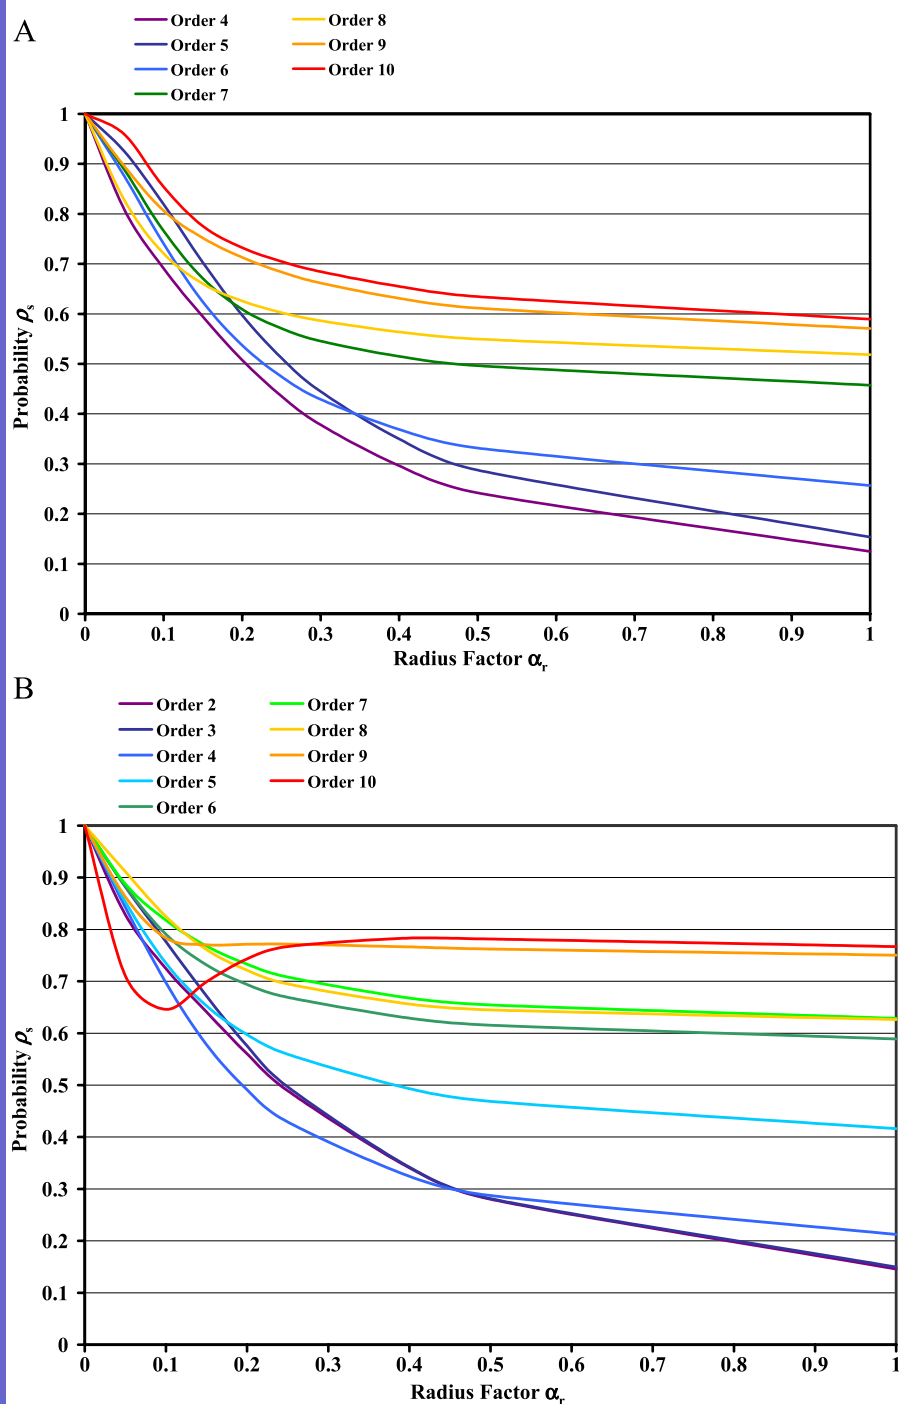 A
Order 4
Order 5
Order 6
Order 7
Order 8
Order 9
Order 10
Probability ρs
1
0.9
0.8
0.7
0.6
0.5
0.4
0.3
0.2
0.1
0
0 0.1 0.2 0.3 0.4 0.5 0.6 0.7 0.8 0.9 1
Radius Factor αr
B
Order 2
Order 3
Order 4
Order 5
Order 6
Order 7
Order 8
Order 9
Order 10
Probability ρs
1
0.9
0.8
0.7
0.6
0.5
0.4
0.3
0.2
0.1
0
0 0.1 0.2 0.3 0.4 0.5 0.6 0.7 0.8 0.9 1
Radius Factor αr